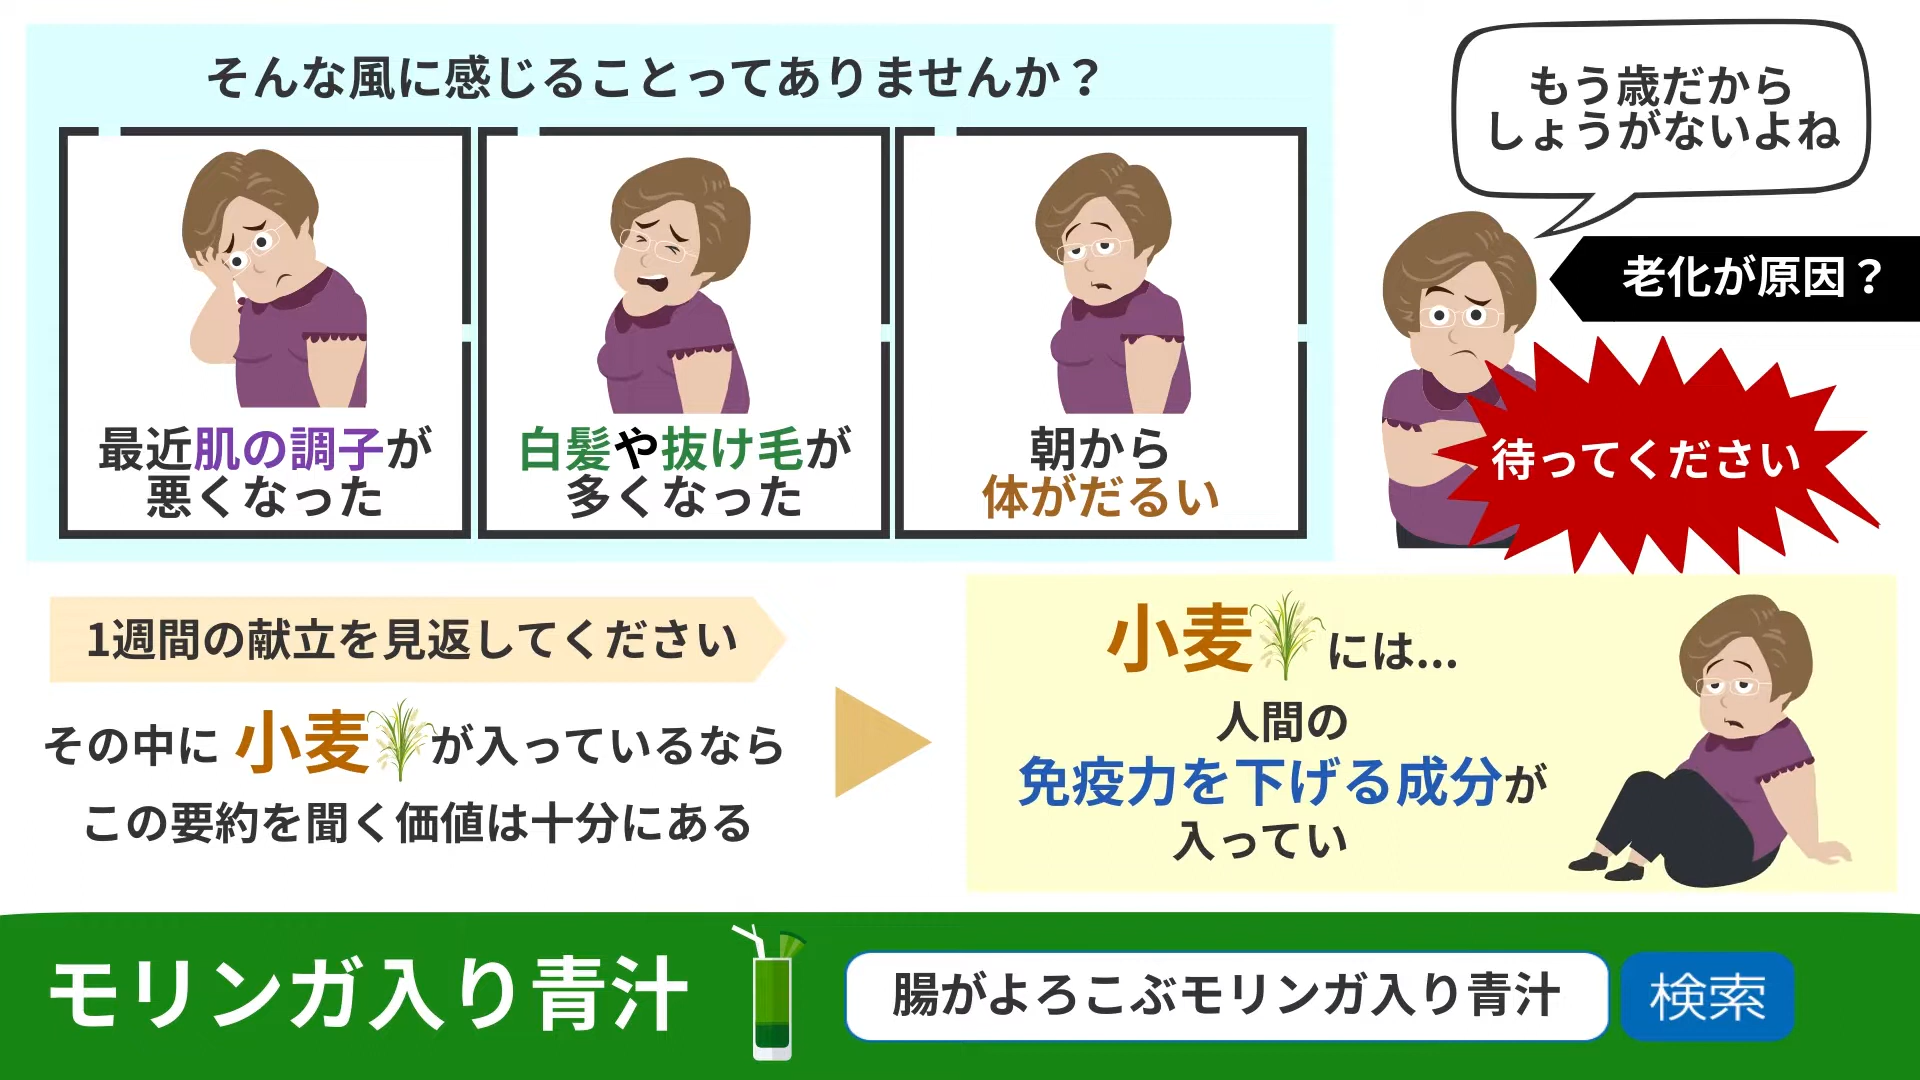 そんな風に感じることってありませんか？
最近肌の調子が
悪くなった
白髪や抜け毛が
多くなった
朝から
体がだるい
もう歳だから
しょうがないよね
老化が原因？
待ってください
1週間の献立を見返してください
その中に 小麦が入っているなら
この要約を聞く価値は十分にある
小麦には...
人間の
免疫力を下げる成分が
入ってい
モリンガ入り青汁
腸がよろこぶモリンガ入り青汁
検索